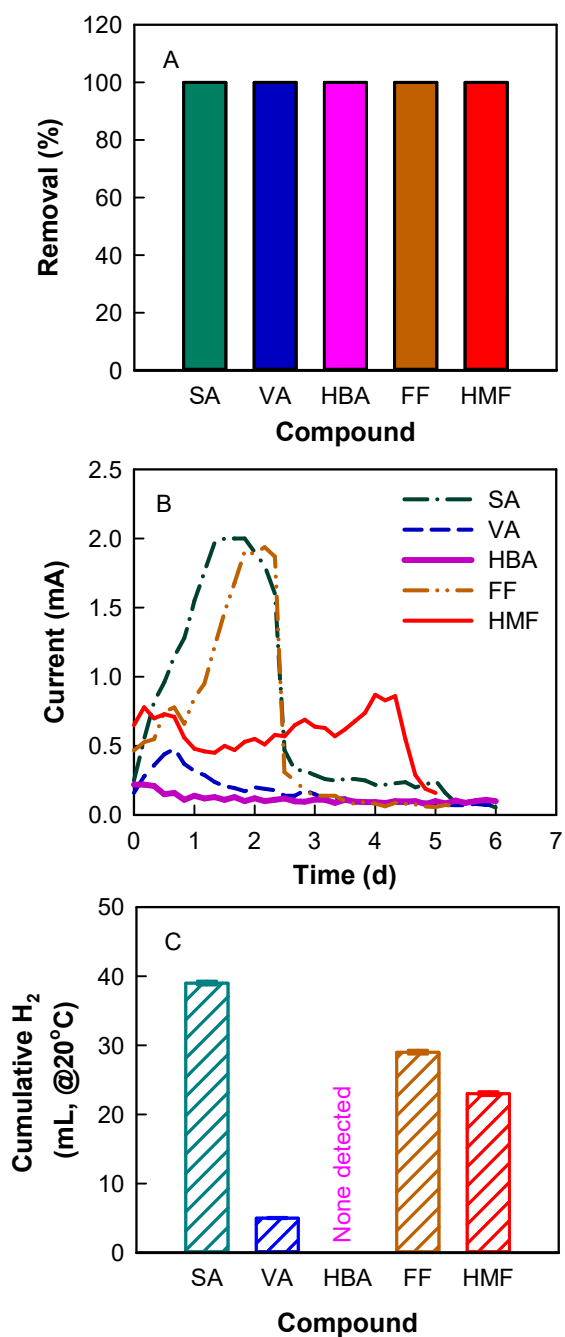 A
Removal (%)
120
100
80
60
40
20
0
SA VA HBA FF HMF
Compound
B
Current (mA)
2.5
2.0
1.5
1.0
0.5
0.0
SA
VA
HBA
FF
HMF
0 1 2 3 4 5 6 7
Time (d)
C
Cumulative H₂
(mL, @20°C)
50
40
30
20
10
0
None detected
SA VA HBA FF HMF
Compound